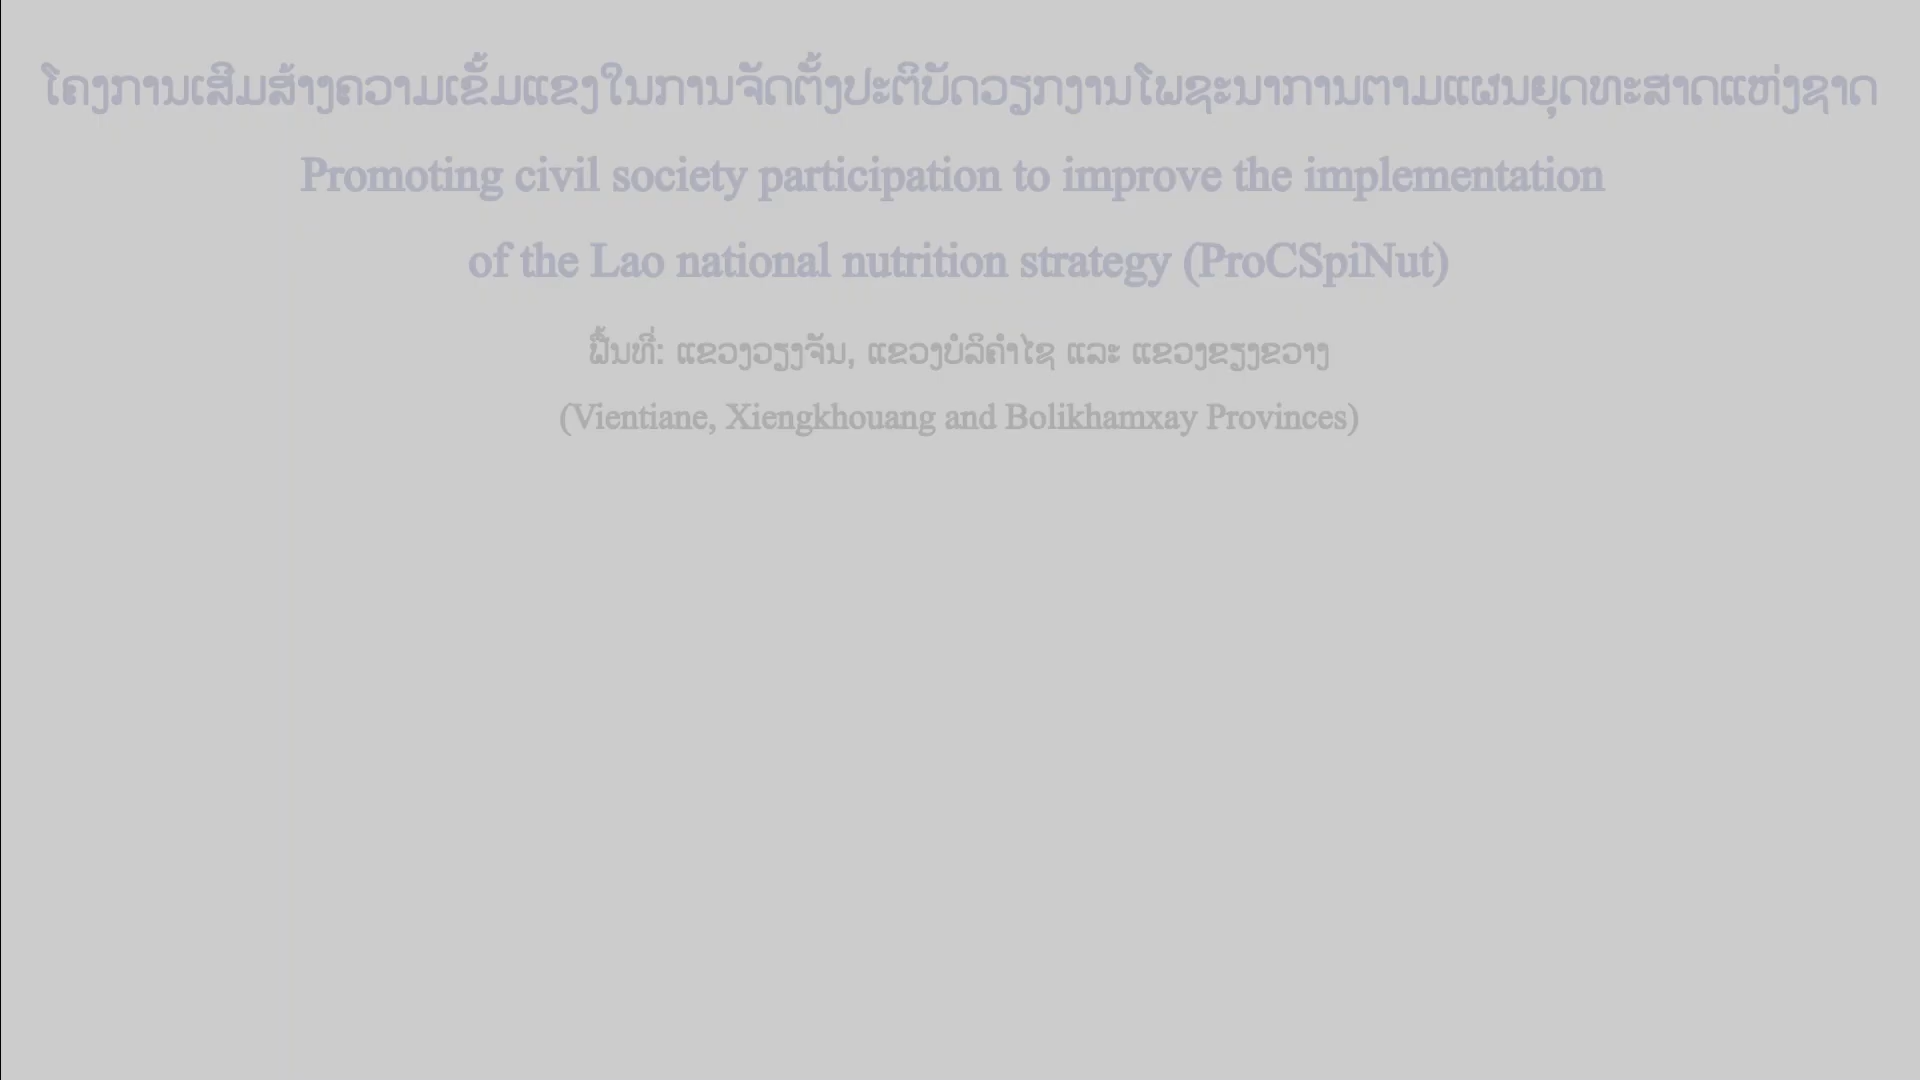 ໂຄງການເສີມສ້າງຄວາມເຂັ້ມແຂງໃນການຈັດຕັ້ງປະຕິບັດວຽກງານໂພຊະນາການຕາມແຜນຍຸດທະສາດແຫ່ງຊາດ
Promoting civil society participation to improve the implementation
of the Lao national nutrition strategy (ProCSpiNut)
ພື້ນທີ່: ແຂວງວຽງຈັນ, ແຂວງບໍລິຄໍາໄຊ ແລະ ແຂວງຂຽງຂວາງ
(Vientiane, Xiengkhouang and Bolikhamxay Provinces)